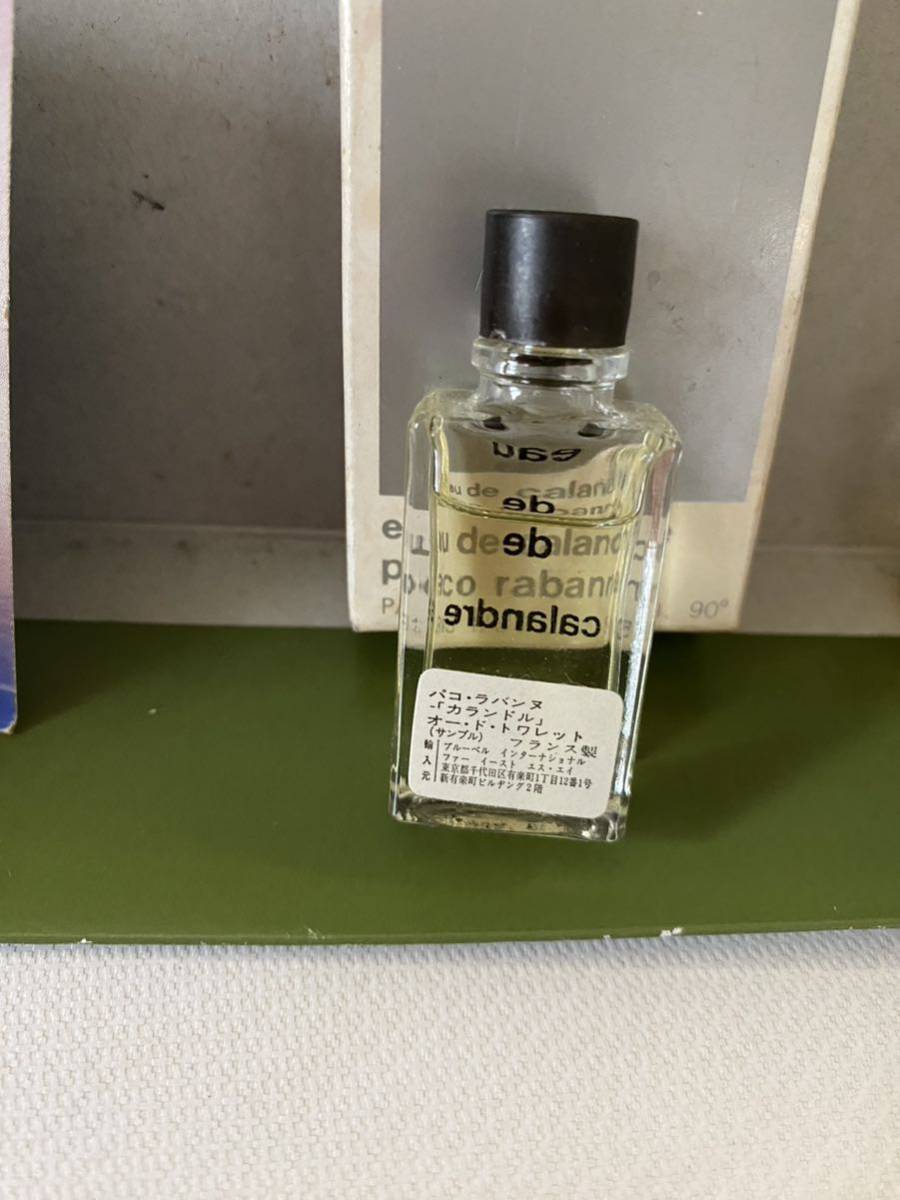 eau
de
calandre
u de calandre
paco rabanne
90°
パコ・ラバンヌ
-「カランドル」
オー・ド・トワレット
(サンプル) フランス製
輸入元
ブルーベル インターナショナル
ファー イースト エス・エイ
東京都千代田区有楽町1丁目12番1号
新有楽町ビルヂング2階